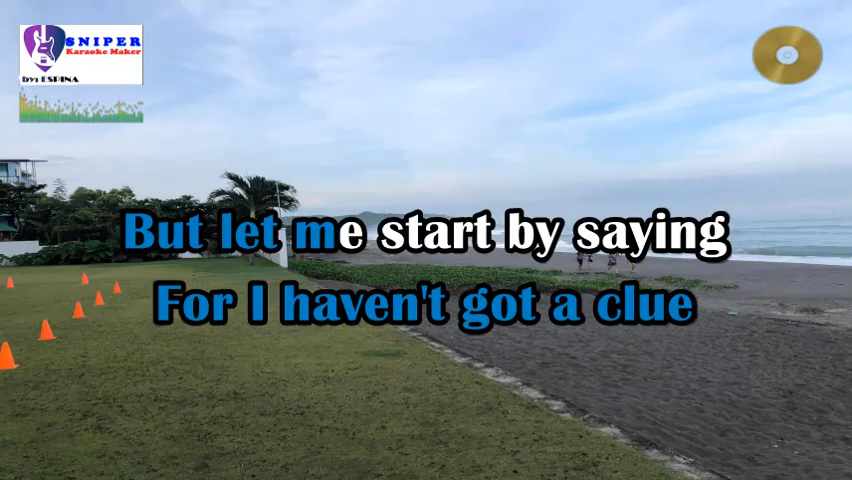 SNIPER
Karaoke Maker
by: ESPINA
But let me start by saying
For I haven't got a clue